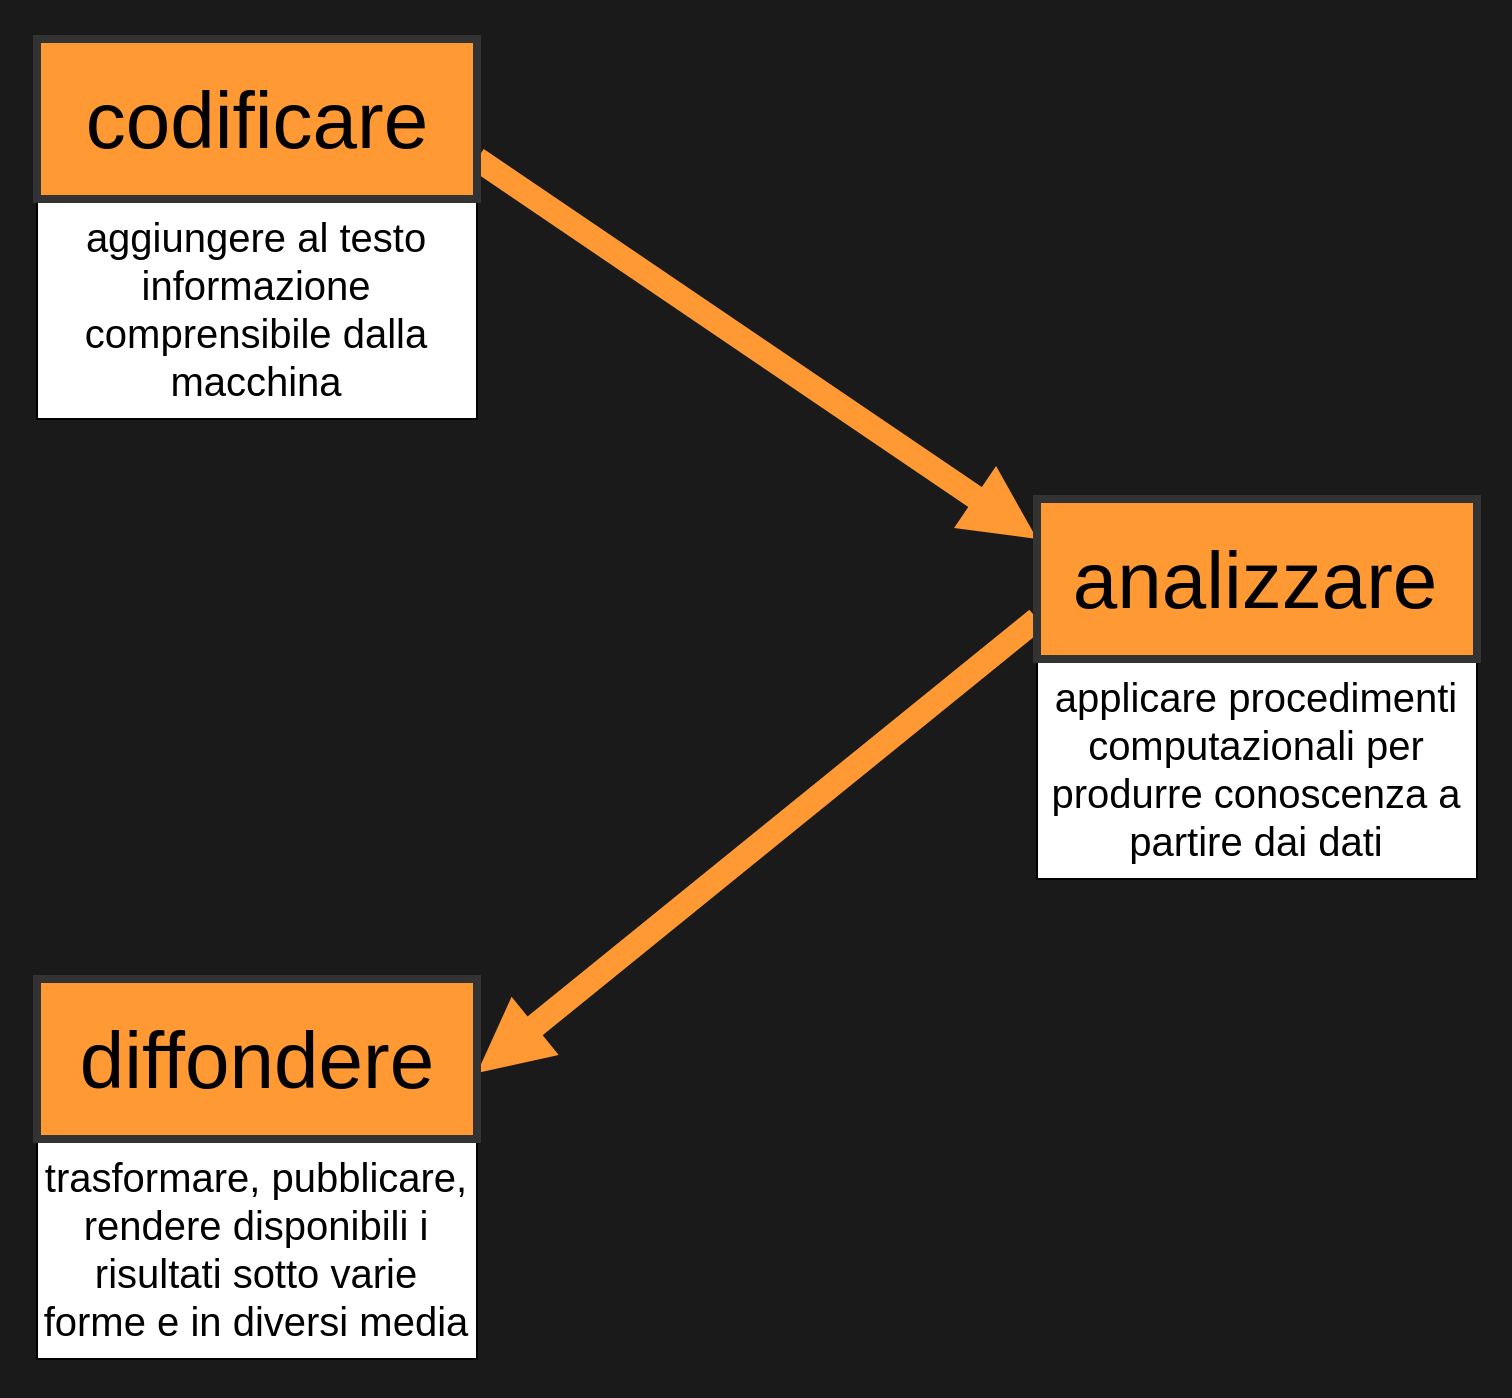 codificare
aggiungere al testo
informazione
comprensibile dalla
macchina
analizzare
applicare procedimenti
computazionali per
produrre conoscenza a
partire dai dati
diffondere
trasformare, pubblicare,
rendere disponibili i
risultati sotto varie
forme e in diversi media